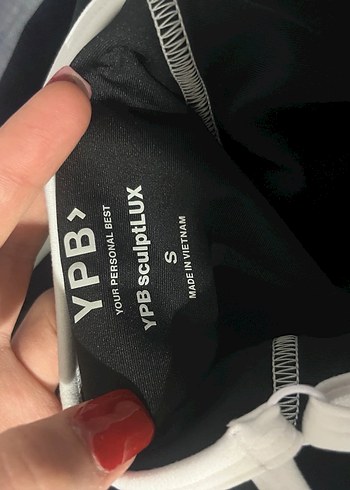 YPB>
YOUR PERSONAL BEST
YPB sculptLUX
S
MADE IN VIETNAM